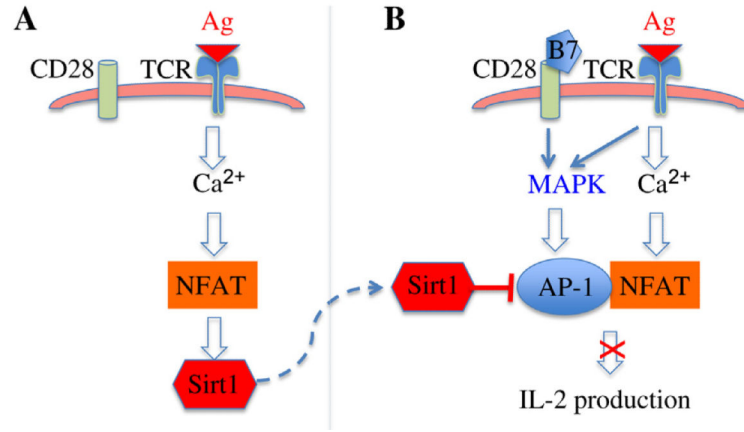 A
Ag
CD28
TCR
Ca2+
NFAT
Sirt1
B
Ag
B7
CD28
TCR
MAPK
Ca2+
Sirt1
AP-1
NFAT
IL-2 production